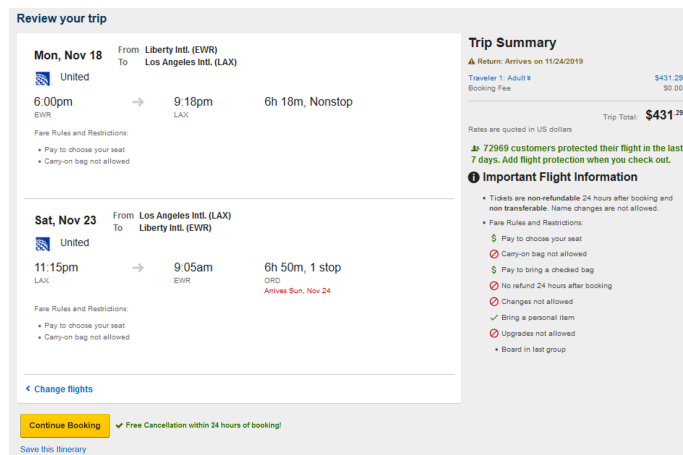 Review your trip
Mon, Nov 18
From Liberty Intl. (EWR)
To Los Angeles Intl. (LAX)
United
6:00pm
EWR
9:18pm
LAX
6h 18m, Nonstop
Fare Rules and Restrictions:
• Pay to choose your seat
• Carry-on bag not allowed
Sat, Nov 23
From Los Angeles Intl. (LAX)
To Liberty Intl. (EWR)
United
11:15pm
LAX
9:05am
EWR
6h 50m, 1 stop
ORD
Arrives Sun, Nov 24
Fare Rules and Restrictions:
• Pay to choose your seat
• Carry-on bag not allowed
Change flights
Continue Booking
Free Cancellation within 24 hours of booking!
Save this Itinerary
Trip Summary
Return: Arrives on 11/24/2019
Traveler 1: Adult $431.29
Booking Fee $0.00
Trip Total: $431.29
Rates are quoted in US dollars
72969 customers protected their flight in the last
7 days. Add flight protection when you check out.
Important Flight Information
• Tickets are non-refundable 24 hours after booking and
non transferable. Name changes are not allowed.
• Fare Rules and Restrictions:
$ Pay to choose your seat
Carry-on bag not allowed
$ Pay to bring a checked bag
No refund 24 hours after booking
Changes not allowed
Bring a personal item
Upgrades not allowed
• Board in last group